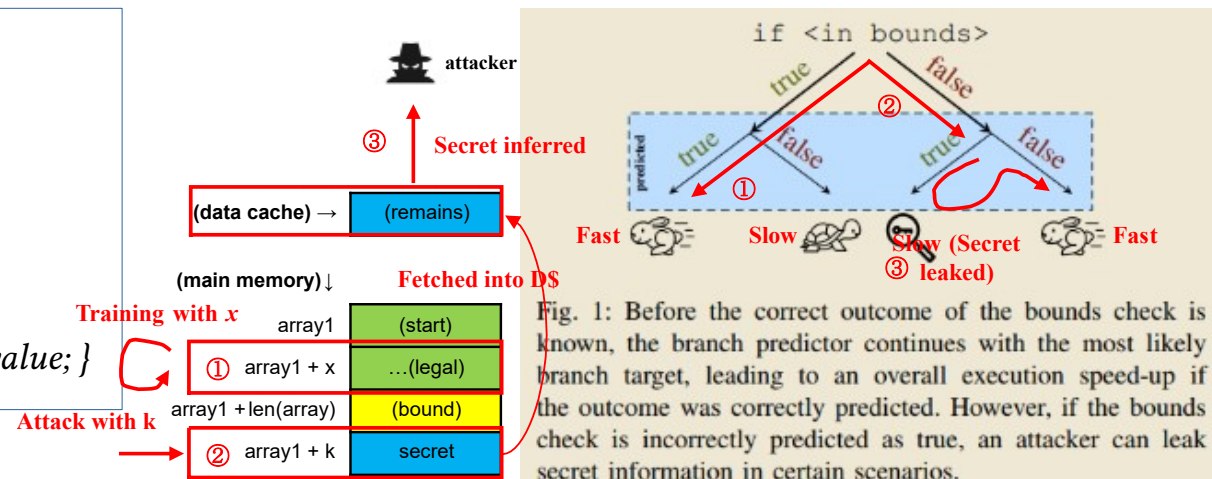 attacker
③
Secret inferred
(data cache) →
(remains)
(main memory)↓
Fetched into D$
Training with x
array1
(start)
①
array1 + x
…(legal)
alue; }
array1 +len(array)
(bound)
Attack with k
②
array1 + k
secret
if <in bounds>
true
false
②
predicted
true
false
true
false
①
Fast
Slow
Slow (Secret
③ leaked)
Fast
Fig. 1: Before the correct outcome of the bounds check is
known, the branch predictor continues with the most likely
branch target, leading to an overall execution speed-up if
the outcome was correctly predicted. However, if the bounds
check is incorrectly predicted as true, an attacker can leak
secret information in certain scenarios.